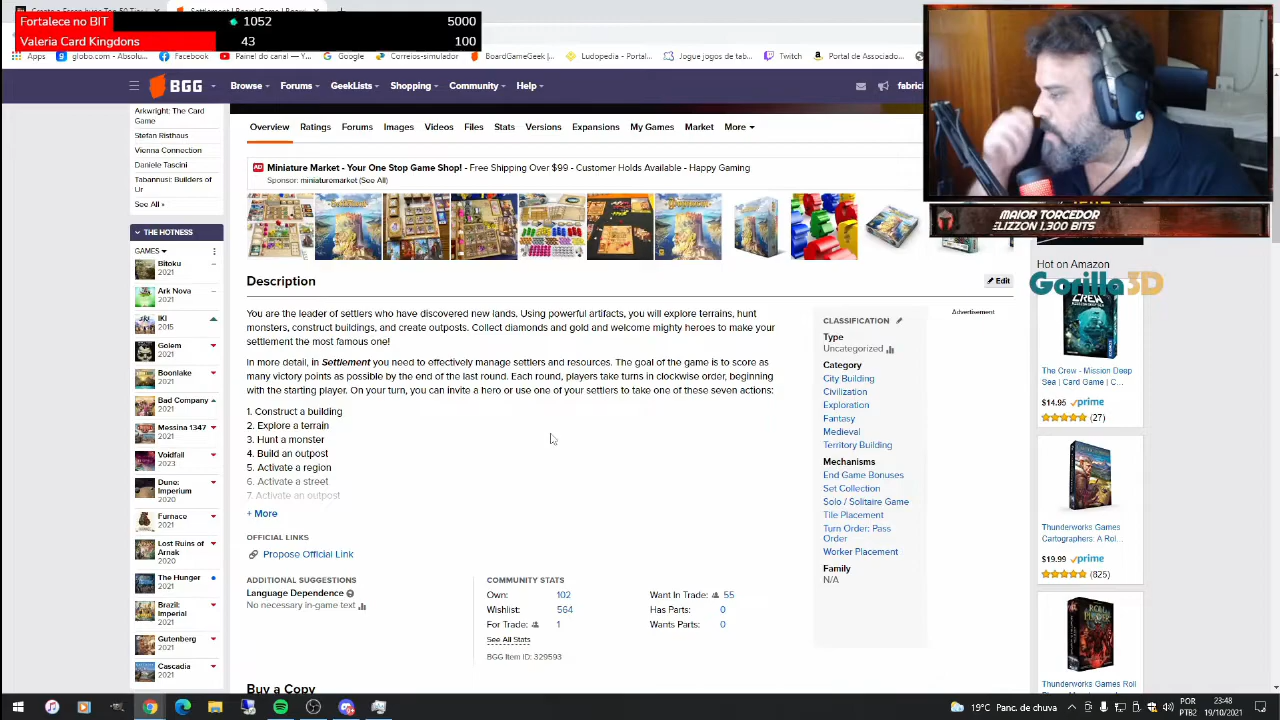 Create a Essen hype Top 50 Tier
Settlement | Board Game | Board
Fortalece no BIT 1052 5000
Valeria Card Kingdons 43 100
Apps globo.com - Absolut... Facebook Painel do canal - Y... Google Correios-simulador BoardGameGeek |... Ludopedia - Portal... Jogue jogos de tab... Twitch Portal de Associado...
BGG Browse Forums GeekLists Shopping Community Help fabrici
Arkwright: The Card
Game
Stefan Risthaus
Vienna Connection
Daniele Tascini
Tabannusi: Builders of
Ur
See All »
THE HOTNESS
GAMES
Bitoku
2021
Ark Nova
2021
IKI
2015
Golem
2021
Boonlake
2021
Bad Company
2021
Messina 1347
2021
Voidfall
2023
Dune:
Imperium
2020
Furnace
2021
Lost Ruins of
Arnak
2020
The Hunger
2021
Brazil:
Imperial
2021
Gutenberg
2021
Cascadia
2021
Overview Ratings Forums Images Videos Files Stats Versions Expansions My Games Market More
AD Miniature Market - Your One Stop Game Shop! - Free Shipping Over $99 - Customer Holds Available - Happy Gaming
Sponsor: miniaturemarket (See All)
Description
Edit
You are the leader of settlers who have discovered new lands. Using powerful artifacts, you will explore terrains, hunt
monsters, construct buildings, and create outposts. Collect diamonds and gold and welcome mighty heroes to make your
settlement the most famous one!
In more detail, in Settlement you need to effectively manage settlers and resources. The goal of the game is to score as
many victory points as possible by the end of the last round. Each round, players take turns in clockwise order, beginning
with the starting player. On your turn, you can invite a hero or use one of your settlers to take one of these seven actions:
1. Construct a building
2. Explore a terrain
3. Hunt a monster
4. Build an outpost
5. Activate a region
6. Activate a street
7. Activate an outpost
+ More
OFFICIAL LINKS
Propose Official Link
ADDITIONAL SUGGESTIONS
Language Dependence
No necessary in-game text
COMMUNITY STATS
Own: 102
Wishlist: 564
For Trade: 1
See All Stats
Want In Trade: 55
Has Parts: 0
Wants Parts: 0
BGG Item ID: 329593
Buy a Copy
CLASSIFICATION
Type
Uncategorized
Category
City Building
Civilization
Exploration
Fantasy
Medieval
Territory Building
Mechanisms
End Game Bonuses
Set Collection
Solo / Solitaire Game
Tile Placement
Turn Order: Pass
Order
Worker Placement
Family
N/A
Advertisement
MAIOR TORCEDOR
ELIZZON 1,300 BITS
Hot on Amazon
Gorilla3D
CREW
The Crew - Mission Deep
Sea | Card Game | C...
$14.95 prime
(27)
Thunderworks Games
Cartographers: A Rol...
$19.99 prime
(825)
ROLL PLAYER
Thunderworks Games Roll
19°C Panc. de chuva
POR
PTB2
23:48
19/10/2021